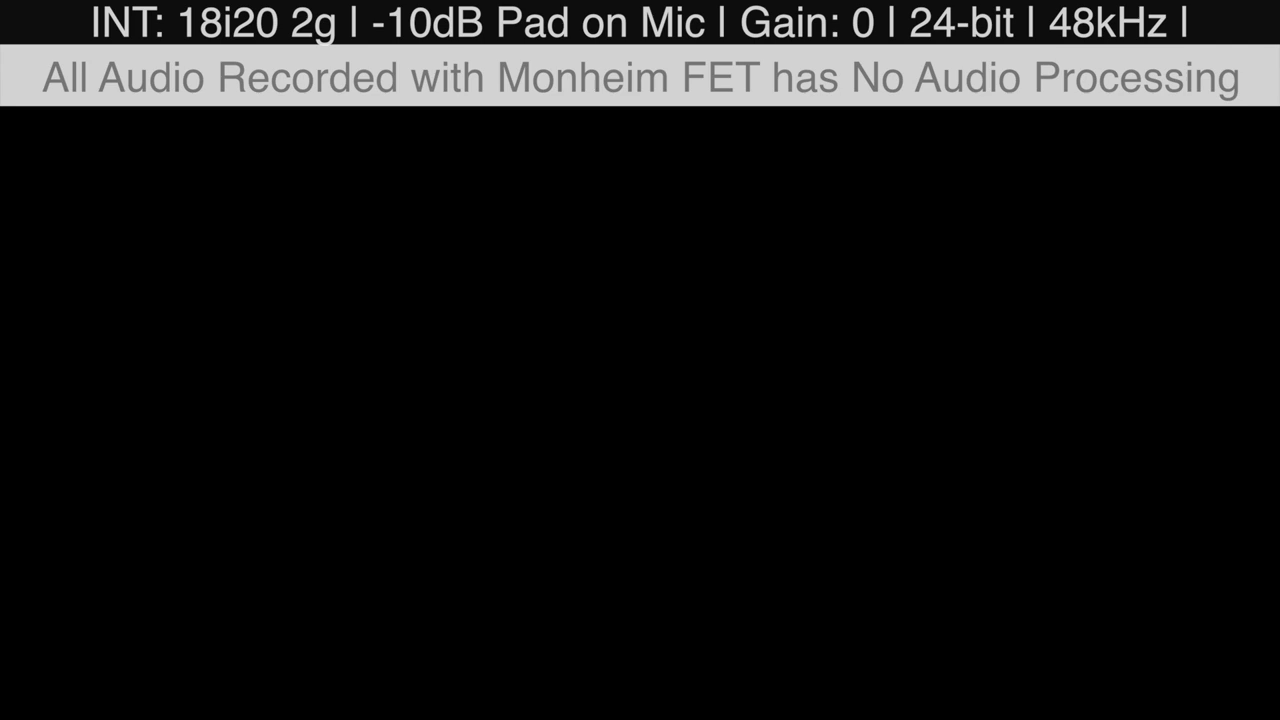 INT: 18i20 2g | -10dB Pad on Mic | Gain: 0 | 24-bit | 48kHz |
All Audio Recorded with Monheim FET has No Audio Processing